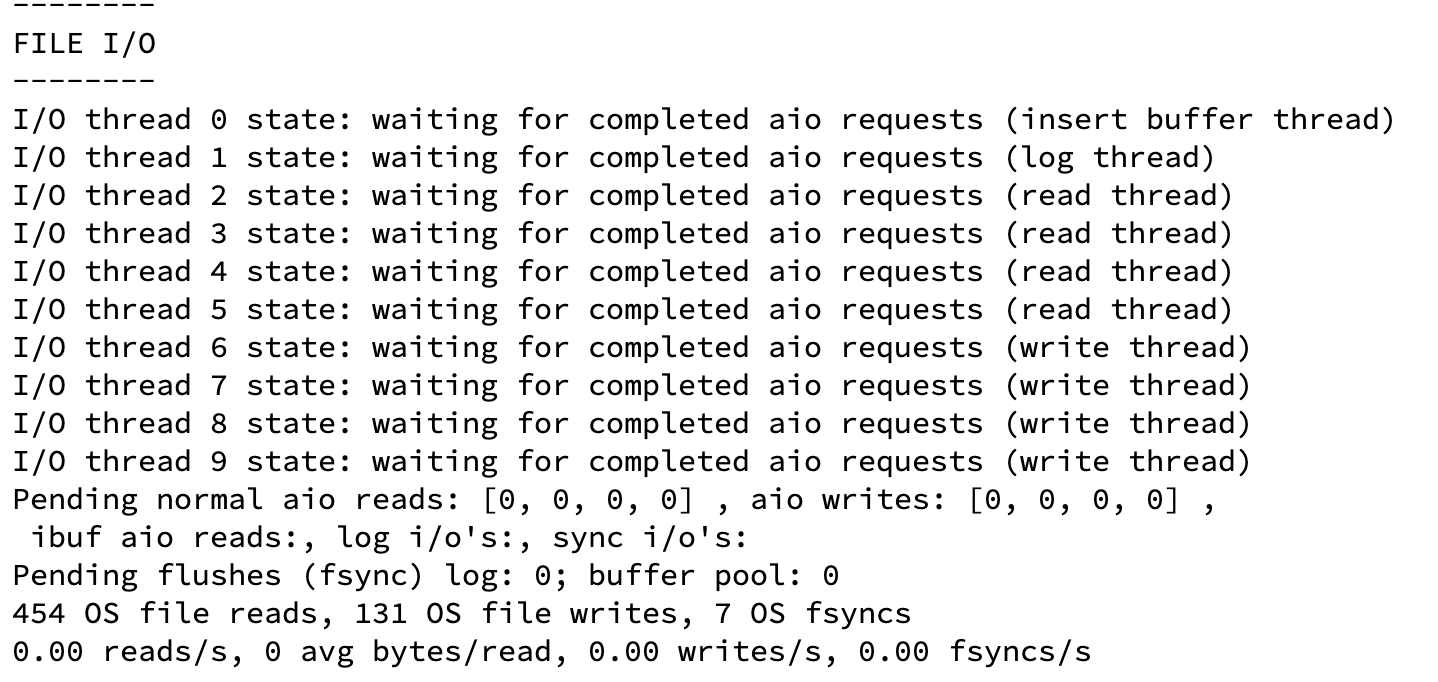 --------
FILE I/O
--------
I/O thread 0 state: waiting for completed aio requests (insert buffer thread)
I/O thread 1 state: waiting for completed aio requests (log thread)
I/O thread 2 state: waiting for completed aio requests (read thread)
I/O thread 3 state: waiting for completed aio requests (read thread)
I/O thread 4 state: waiting for completed aio requests (read thread)
I/O thread 5 state: waiting for completed aio requests (read thread)
I/O thread 6 state: waiting for completed aio requests (write thread)
I/O thread 7 state: waiting for completed aio requests (write thread)
I/O thread 8 state: waiting for completed aio requests (write thread)
I/O thread 9 state: waiting for completed aio requests (write thread)
Pending normal aio reads: [0, 0, 0, 0] , aio writes: [0, 0, 0, 0] ,
 ibuf aio reads:, log i/o's:, sync i/o's:
Pending flushes (fsync) log: 0; buffer pool: 0
454 OS file reads, 131 OS file writes, 7 OS fsyncs
0.00 reads/s, 0 avg bytes/read, 0.00 writes/s, 0.00 fsyncs/s